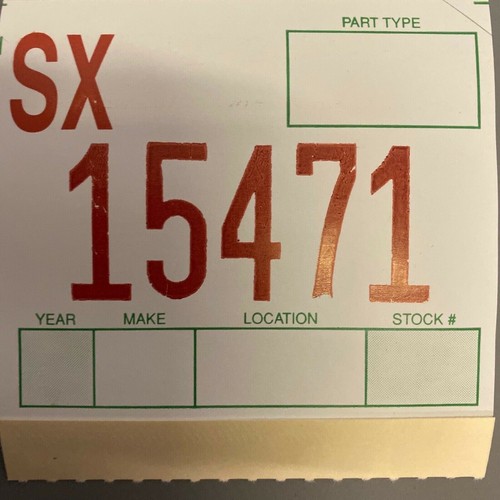 PART TYPE
SX
15471
YEAR MAKE LOCATION STOCK #